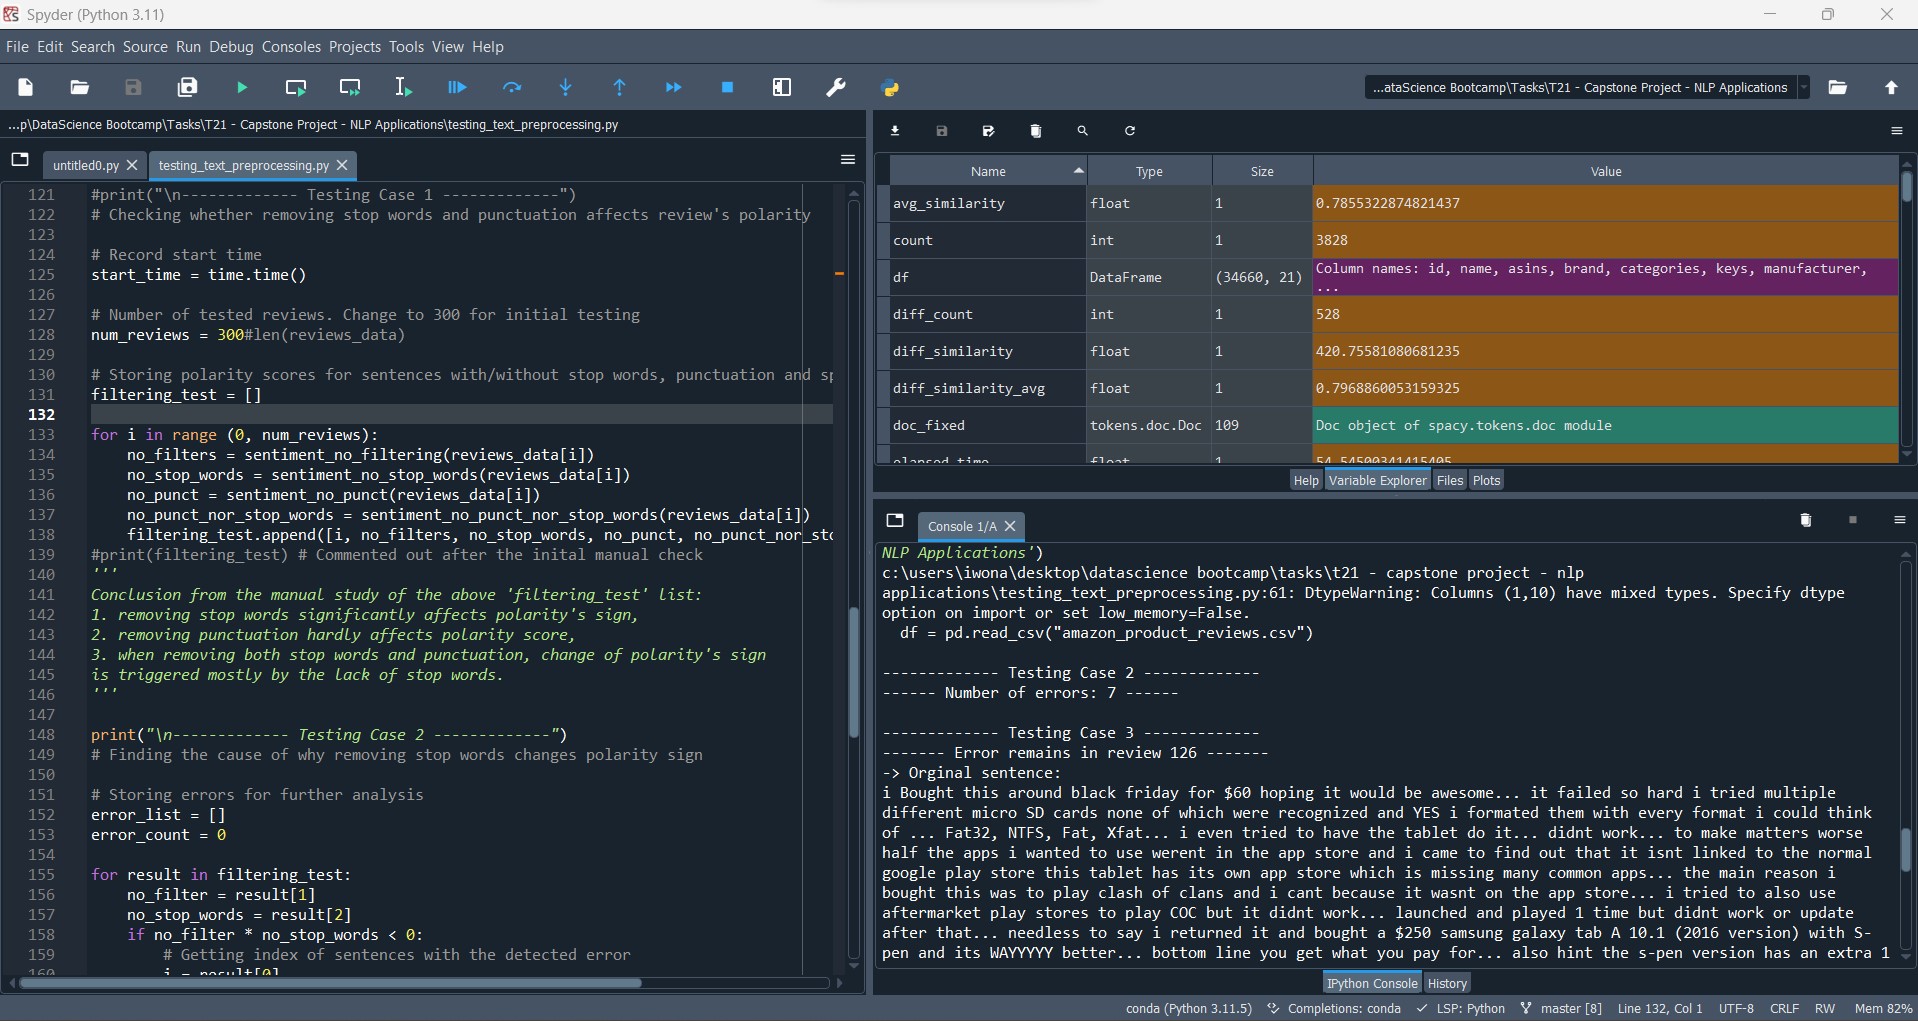 Spyder (Python 3.11)
File Edit Search Source Run Debug Consoles Projects Tools View Help
...ataScience Bootcamp\Tasks\T21 - Capstone Project - NLP Applications
...p\DataScience Bootcamp\Tasks\T21 - Capstone Project - NLP Applications\testing_text_preprocessing.py
untitled0.py testing_text_preprocessing.py
121 #print("\n------------- Testing Case 1 -------------")
122 # Checking whether removing stop words and punctuation affects review's polarity
123
124 # Record start time
125 start_time = time.time()
126
127 # Number of tested reviews. Change to 300 for initial testing
128 num_reviews = 300#len(reviews_data)
129
130 # Storing polarity scores for sentences with/without stop words, punctuation and sp
131 filtering_test = []
132
133 for i in range (0, num_reviews):
134 no_filters = sentiment_no_filtering(reviews_data[i])
135 no_stop_words = sentiment_no_stop_words(reviews_data[i])
136 no_punct = sentiment_no_punct(reviews_data[i])
137 no_punct_nor_stop_words = sentiment_no_punct_nor_stop_words(reviews_data[i])
138 filtering_test.append([i, no_filters, no_stop_words, no_punct, no_punct_nor_sto
139 #print(filtering_test) # Commented out after the inital manual check
140 '''
141 Conclusion from the manual study of the above 'filtering_test' list:
142 1. removing stop words significantly affects polarity's sign,
143 2. removing punctuation hardly affects polarity score,
144 3. when removing both stop words and punctuation, change of polarity's sign
145 is triggered mostly by the lack of stop words.
146 '''
147
148 print("\n------------- Testing Case 2 -------------")
149 # Finding the cause of why removing stop words changes polarity sign
150
151 # Storing errors for further analysis
152 error_list = []
153 error_count = 0
154
155 for result in filtering_test:
156 no_filter = result[1]
157 no_stop_words = result[2]
158 if no_filter * no_stop_words < 0:
159 # Getting index of sentences with the detected error
160 i = result[0]
Name Type Size Value
avg_similarity float 1 0.7855322874821437
count int 1 3828
df DataFrame (34660, 21) Column names: id, name, asins, brand, categories, keys, manufacturer,
...
diff_count int 1 528
diff_similarity float 1 420.75581080681235
diff_similarity_avg float 1 0.7968860053159325
doc_fixed tokens.doc.Doc 109 Doc object of spacy.tokens.doc module
elapsed_time float 1 54.54500341415405
Help Variable Explorer Files Plots
Console 1/A
NLP Applications')
c:\users\iwona\desktop\datascience bootcamp\tasks\t21 - capstone project - nlp
applications\testing_text_preprocessing.py:61: DtypeWarning: Columns (1,10) have mixed types. Specify dtype
option on import or set low_memory=False.
df = pd.read_csv("amazon_product_reviews.csv")
------------- Testing Case 2 -------------
------ Number of errors: 7 ------
------------- Testing Case 3 -------------
------- Error remains in review 126 -------
-> Orginal sentence:
i Bought this around black friday for $60 hoping it would be awesome... it failed so hard i tried multiple
different micro SD cards none of which were recognized and YES i formated them with every format i could think
of ... Fat32, NTFS, Fat, Xfat... i even tried to have the tablet do it... didnt work... to make matters worse
half the apps i wanted to use werent in the app store and i came to find out that it isnt linked to the normal
google play store this tablet has its own app store which is missing many common apps... the main reason i
bought this was to play clash of clans and i cant because it wasnt on the app store... i tried to also use
aftermarket play stores to play COC but it didnt work... launched and played 1 time but didnt work or update
after that... needless to say i returned it and bought a $250 samsung galaxy tab A 10.1 (2016 version) with S-
pen and its WAYYYYY better... bottom line you get what you pay for... also hint the s-pen version has an extra 1
IPython Console History
conda (Python 3.11.5) Completions: conda LSP: Python master [8] Line 132, Col 1 UTF-8 CRLF RW Mem 82%